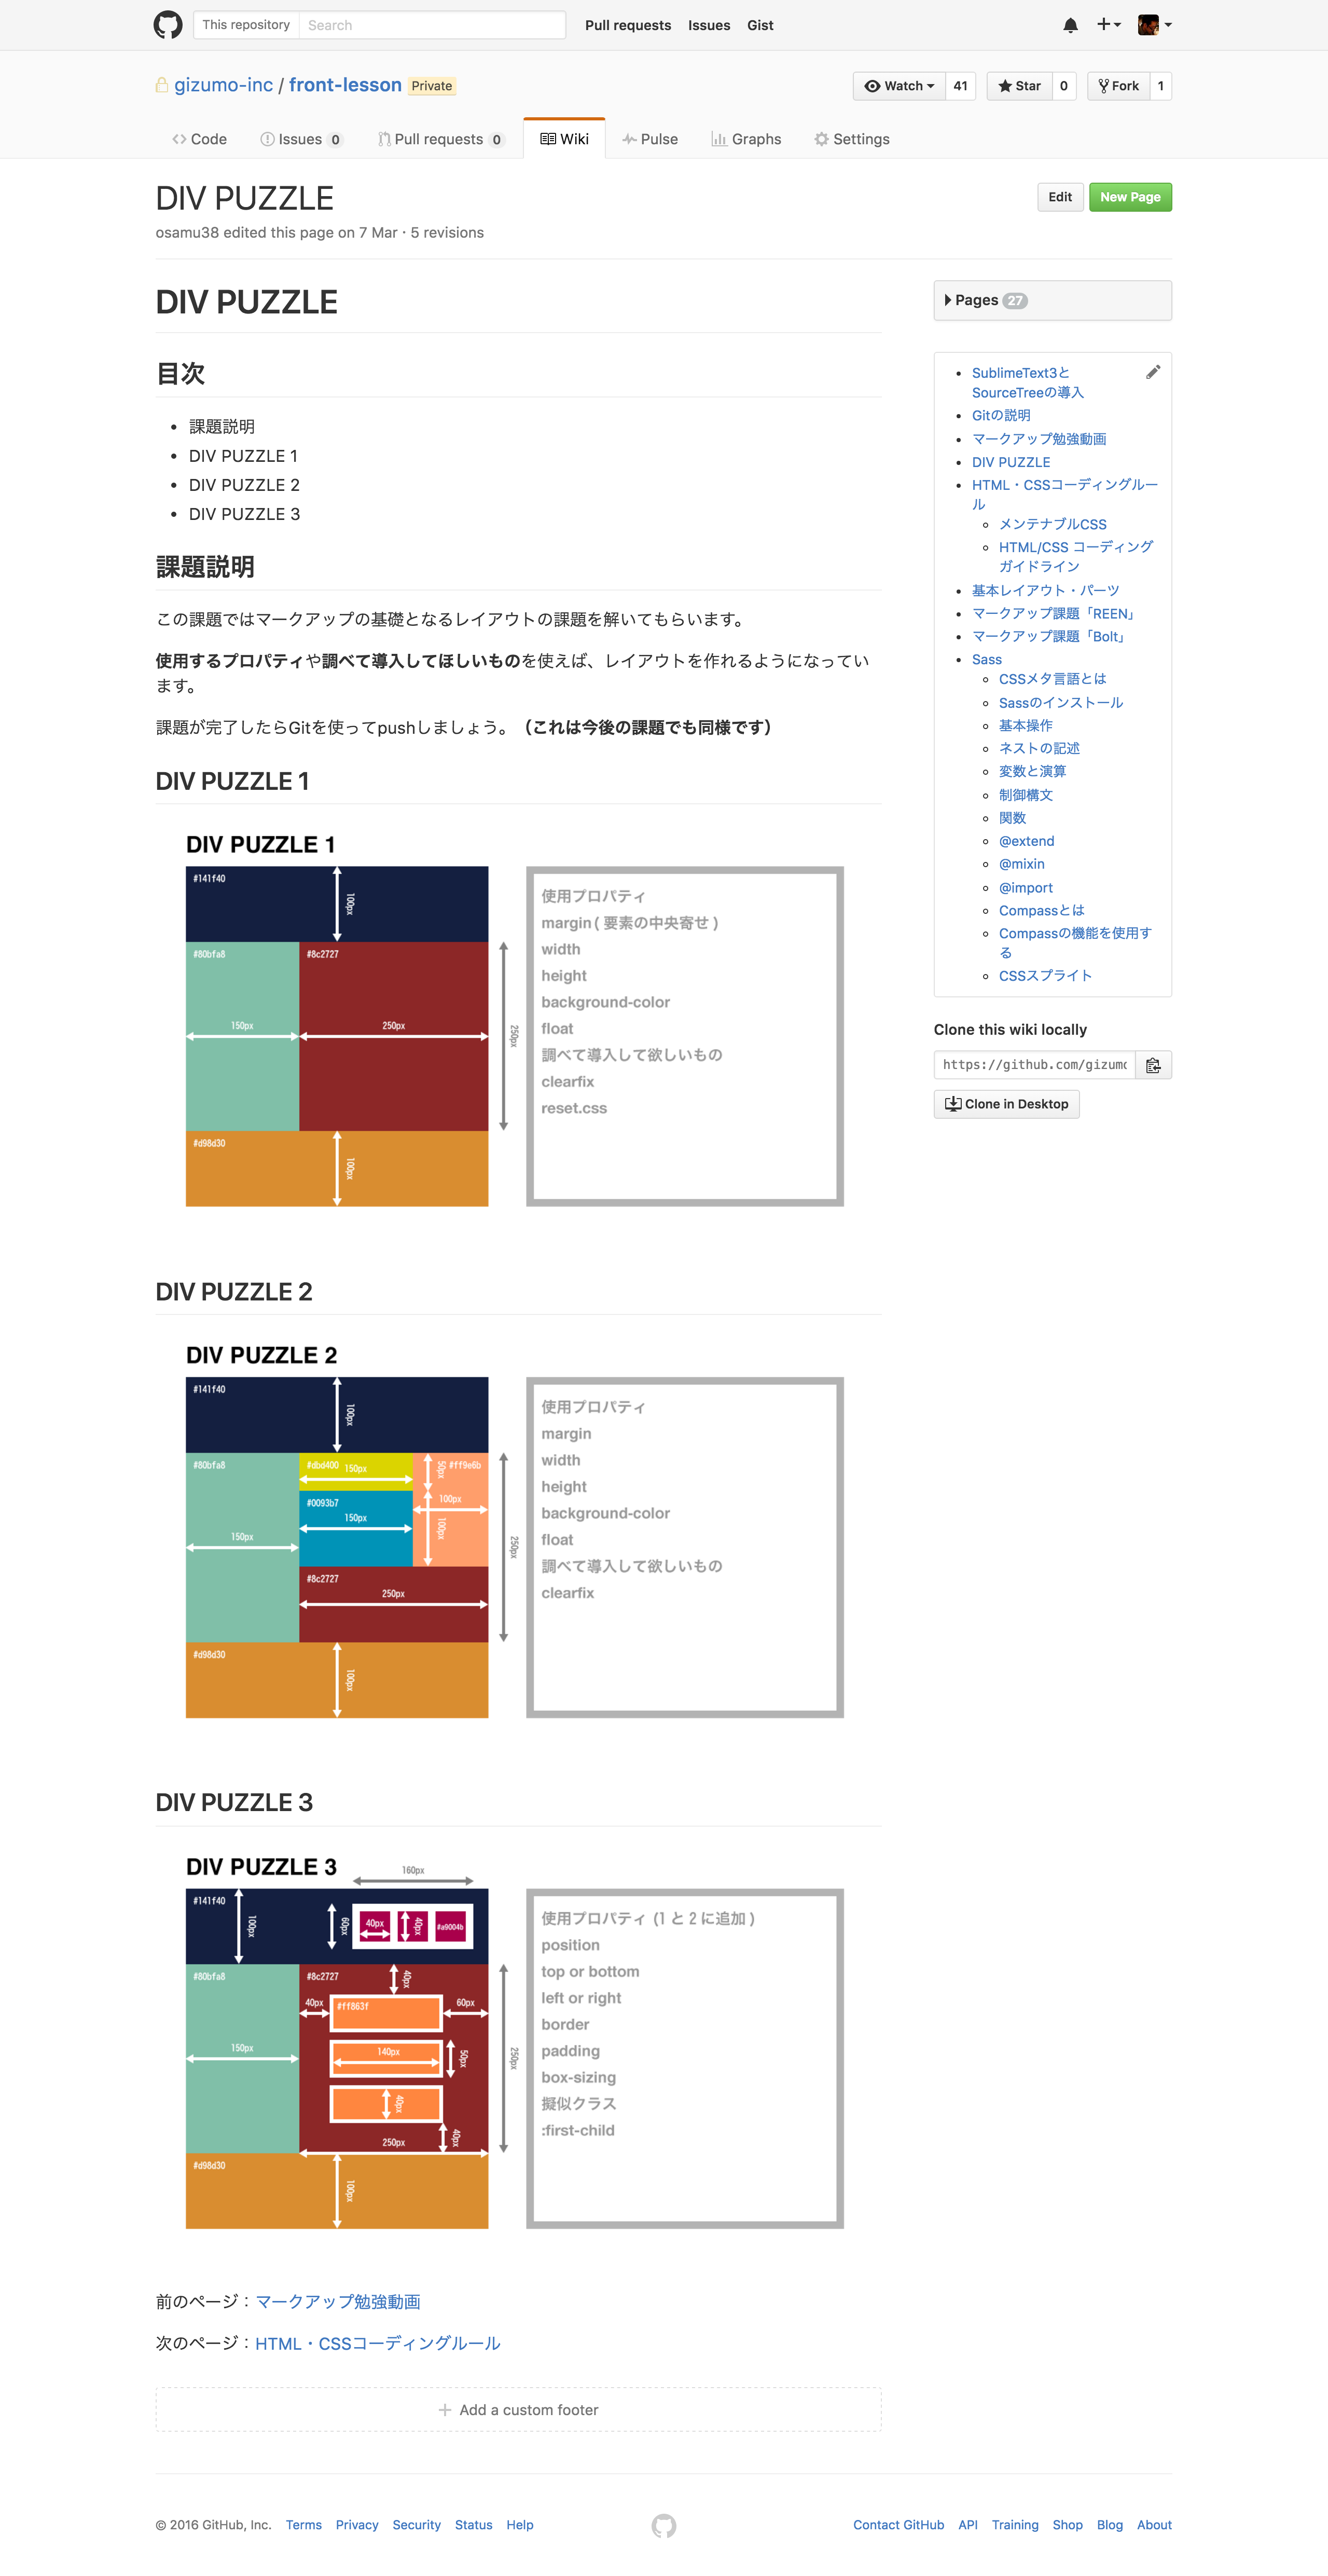 This repository Search Pull requests Issues Gist
gizumo-inc / front-lesson Private Watch 41 Star 0 Fork 1
Code Issues 0 Pull requests 0 Wiki Pulse Graphs Settings
DIV PUZZLE Edit New Page
osamu38 edited this page on 7 Mar · 5 revisions
DIV PUZZLE
目次
課題説明
DIV PUZZLE 1
DIV PUZZLE 2
DIV PUZZLE 3
課題説明
この課題ではマークアップの基礎となるレイアウトの課題を解いてもらいます。
使用するプロパティや調べて導入してほしいものを使えば、レイアウトを作れるようになってい
ます。
課題が完了したらGitを使ってpushしましょう。（これは今後の課題でも同様です）
DIV PUZZLE 1
DIV PUZZLE 1
#141f40
100px
#80bfa8
#8c2727
150px
250px
250px
#d98d30
100px
使用プロパティ
margin ( 要素の中央寄せ )
width
height
background-color
float
調べて導入して欲しいもの
clearfix
reset.css
DIV PUZZLE 2
DIV PUZZLE 2
#141f40
100px
#80bfa8
#dbd400
150px
50px
#ff9e6b
#0093b7
100px
150px
100px
150px
250px
#8c2727
250px
#d98d30
100px
使用プロパティ
margin
width
height
background-color
float
調べて導入して欲しいもの
clearfix
DIV PUZZLE 3
DIV PUZZLE 3
160px
#141f40
100px
60px
40px
40px
#a9004b
#80bfa8
#8c2727
40px
40px
#ff863f
60px
150px
140px
50px
250px
40px
40px
250px
#d98d30
100px
使用プロパティ (1 と 2 に追加 )
position
top or bottom
left or right
border
padding
box-sizing
擬似クラス
:first-child
前のページ：マークアップ勉強動画
次のページ：HTML・CSSコーディングルール
Add a custom footer
Pages 27
SublimeText3と
SourceTreeの導入
Gitの説明
マークアップ勉強動画
DIV PUZZLE
HTML・CSSコーディングルー
ル
メンテナブルCSS
HTML/CSS コーディング
ガイドライン
基本レイアウト・パーツ
マークアップ課題「REEN」
マークアップ課題「Bolt」
Sass
CSSメタ言語とは
Sassのインストール
基本操作
ネストの記述
変数と演算
制御構文
関数
@extend
@mixin
@import
Compassとは
Compassの機能を使用す
る
CSSスプライト
Clone this wiki locally
https://github.com/gizumo
Clone in Desktop
© 2016 GitHub, Inc. Terms Privacy Security Status Help Contact GitHub API Training Shop Blog About